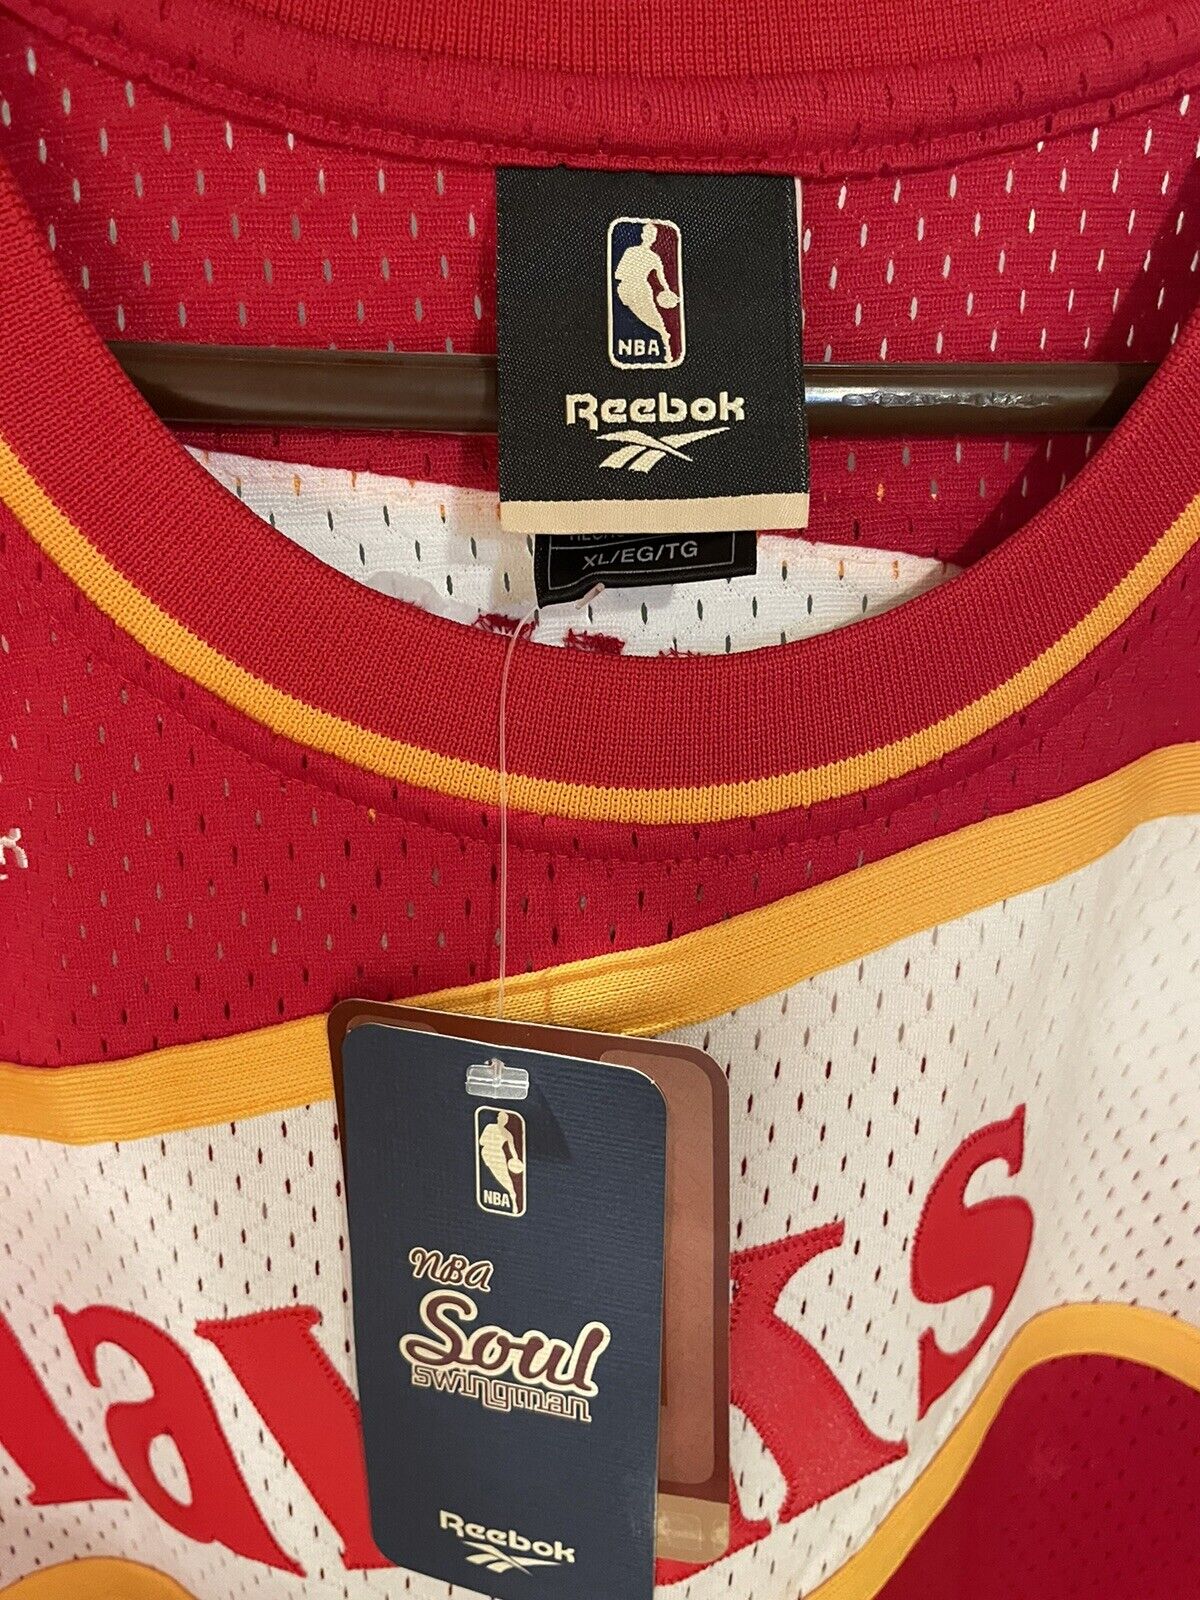 NBA
Reebok
XL/EG/TG
NBA
NBA
Soul
swingman
Reebok